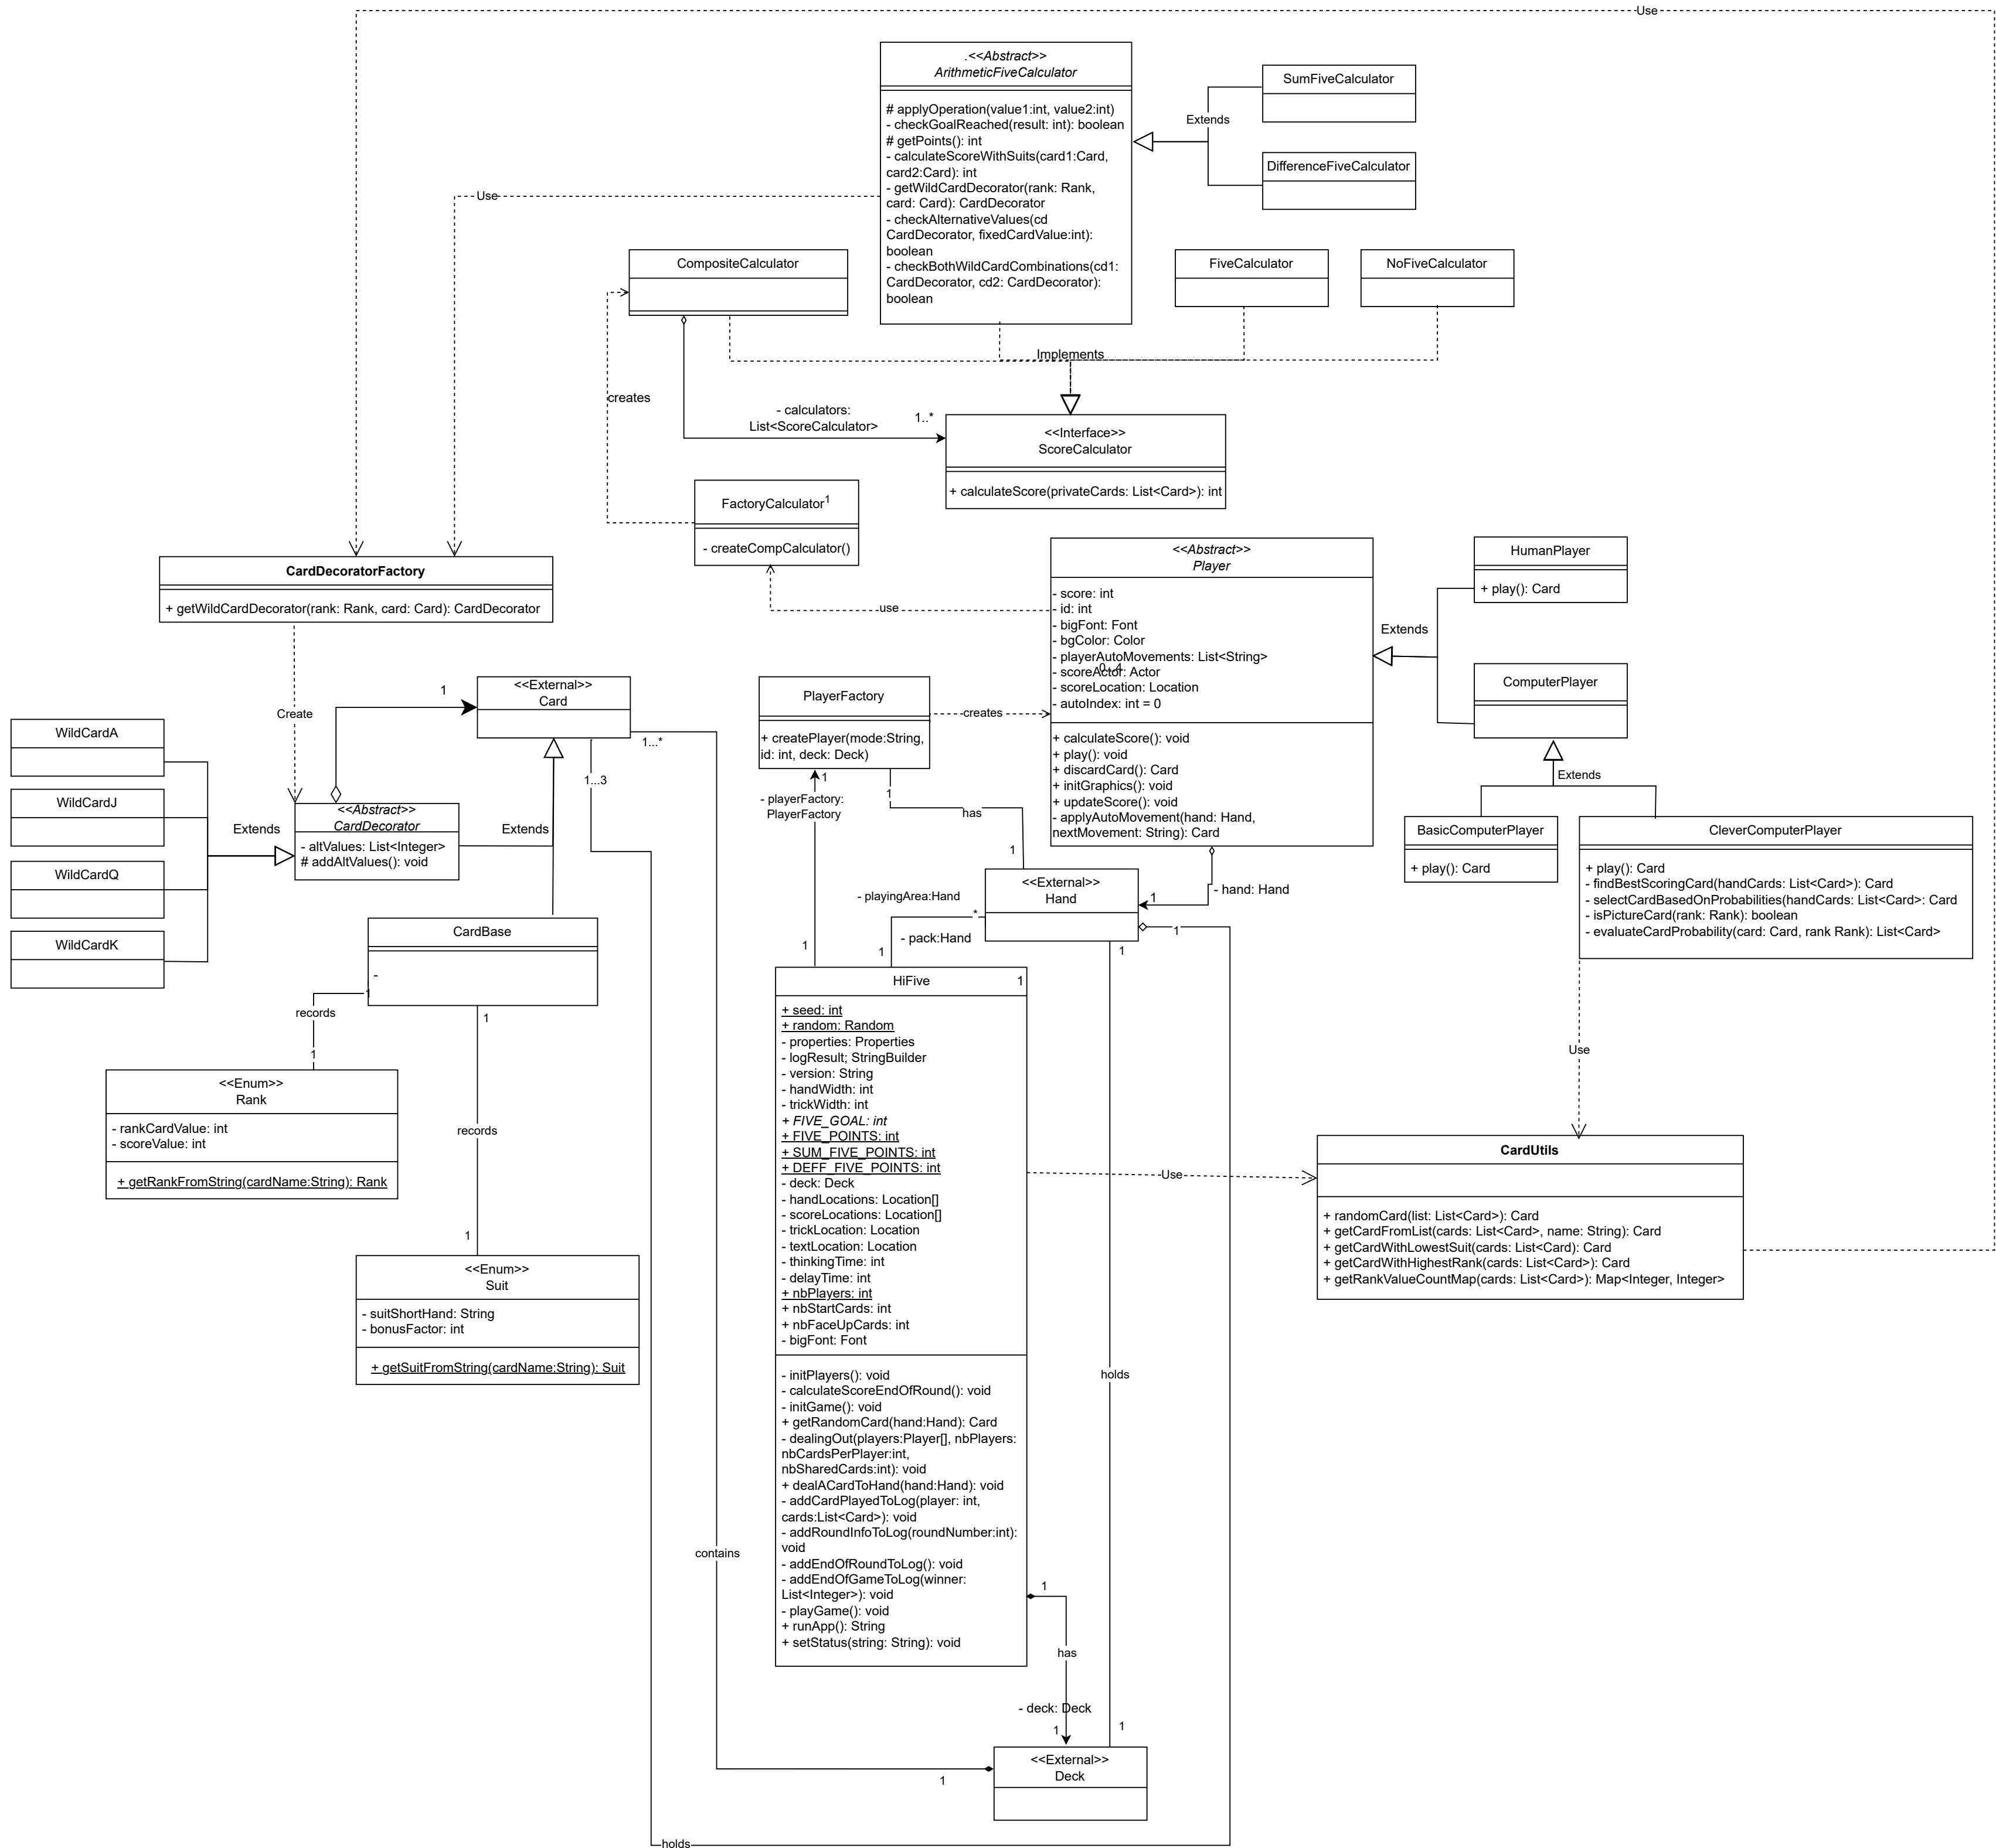 Use
.<<Abstract>>
ArithmeticFiveCalculator
# applyOperation(value1:int, value2:int)
- checkGoalReached(result: int): boolean
# getPoints(): int
- calculateScoreWithSuits(card1:Card,
card2:Card): int
- getWildCardDecorator(rank: Rank,
card: Card): CardDecorator
- checkAlternativeValues(cd
CardDecorator, fixedCardValue:int):
boolean
- checkBothWildCardCombinations(cd1:
CardDecorator, cd2: CardDecorator):
boolean
SumFiveCalculator
Extends
DifferenceFiveCalculator
Use
CompositeCalculator
FiveCalculator
NoFiveCalculator
Implements
creates
- calculators:
List<ScoreCalculator>
1..*
<<Interface>>
ScoreCalculator
+ calculateScore(privateCards: List<Card>): int
FactoryCalculator1
- createCompCalculator()
use
CardDecoratorFactory
+ getWildCardDecorator(rank: Rank, card: Card): CardDecorator
<<Abstract>>
Player
- score: int
- id: int
- bigFont: Font
- bgColor: Color
- playerAutoMovements: List<String>
0...4
- scoreActor: Actor
- scoreLocation: Location
- autoIndex: int = 0
+ calculateScore(): void
+ play(): void
+ discardCard(): Card
+ initGraphics(): void
+ updateScore(): void
- applyAutoMovement(hand: Hand,
nextMovement: String): Card
HumanPlayer
+ play(): Card
Extends
ComputerPlayer
Extends
BasicComputerPlayer
+ play(): Card
CleverComputerPlayer
+ play(): Card
- findBestScoringCard(handCards: List<Card>): Card
- selectCardBasedOnProbabilities(handCards: List<Card>: Card
- isPictureCard(rank: Rank): boolean
- evaluateCardProbability(card: Card, rank Rank): List<Card>
Create
1
<<External>>
Card
1...*
1...3
PlayerFactory
+ createPlayer(mode:String,
id: int, deck: Deck)
creates
1
- playerFactory:
PlayerFactory
1
1
has
1
WildCardA
WildCardJ
WildCardQ
WildCardK
Extends
<<Abstract>>
CardDecorator
- altValues: List<Integer>
# addAltValues(): void
Extends
CardBase
-
1
records
1
1
records
1
<<Enum>>
Rank
- rankCardValue: int
- scoreValue: int
+ getRankFromString(cardName:String): Rank
<<Enum>>
Suit
- suitShortHand: String
- bonusFactor: int
+ getSuitFromString(cardName:String): Suit
<<External>>
Hand
- hand: Hand
1
1
- playingArea:Hand
*
- pack:Hand
1
1
HiFive
1
+ seed: int
+ random: Random
- properties: Properties
- logResult; StringBuilder
- version: String
- handWidth: int
- trickWidth: int
+ FIVE_GOAL: int
+ FIVE_POINTS: int
+ SUM_FIVE_POINTS: int
+ DEFF_FIVE_POINTS: int
- deck: Deck
- handLocations: Location[]
- scoreLocations: Location[]
- trickLocation: Location
- textLocation: Location
- thinkingTime: int
- delayTime: int
+ nbPlayers: int
+ nbStartCards: int
+ nbFaceUpCards: int
- bigFont: Font
- initPlayers(): void
- calculateScoreEndOfRound(): void
- initGame(): void
+ getRandomCard(hand:Hand): Card
- dealingOut(players:Player[], nbPlayers:
nbCardsPerPlayer:int,
nbSharedCards:int): void
+ dealACardToHand(hand:Hand): void
- addCardPlayedToLog(player: int,
cards:List<Card>): void
- addRoundInfoToLog(roundNumber:int):
void
- addEndOfRoundToLog(): void
- addEndOfGameToLog(winner:
List<Integer>): void
- playGame(): void
+ runApp(): String
+ setStatus(string: String): void
Use
Use
CardUtils
+ randomCard(list: List<Card>): Card
+ getCardFromList(cards: List<Card>, name: String): Card
+ getCardWithLowestSuit(cards: List<Card): Card
+ getCardWithHighestRank(cards: List<Card>): Card
+ getRankValueCountMap(cards: List<Card>): Map<Integer, Integer>
holds
contains
1
has
- deck: Deck
1
1
<<External>>
Deck
1
holds